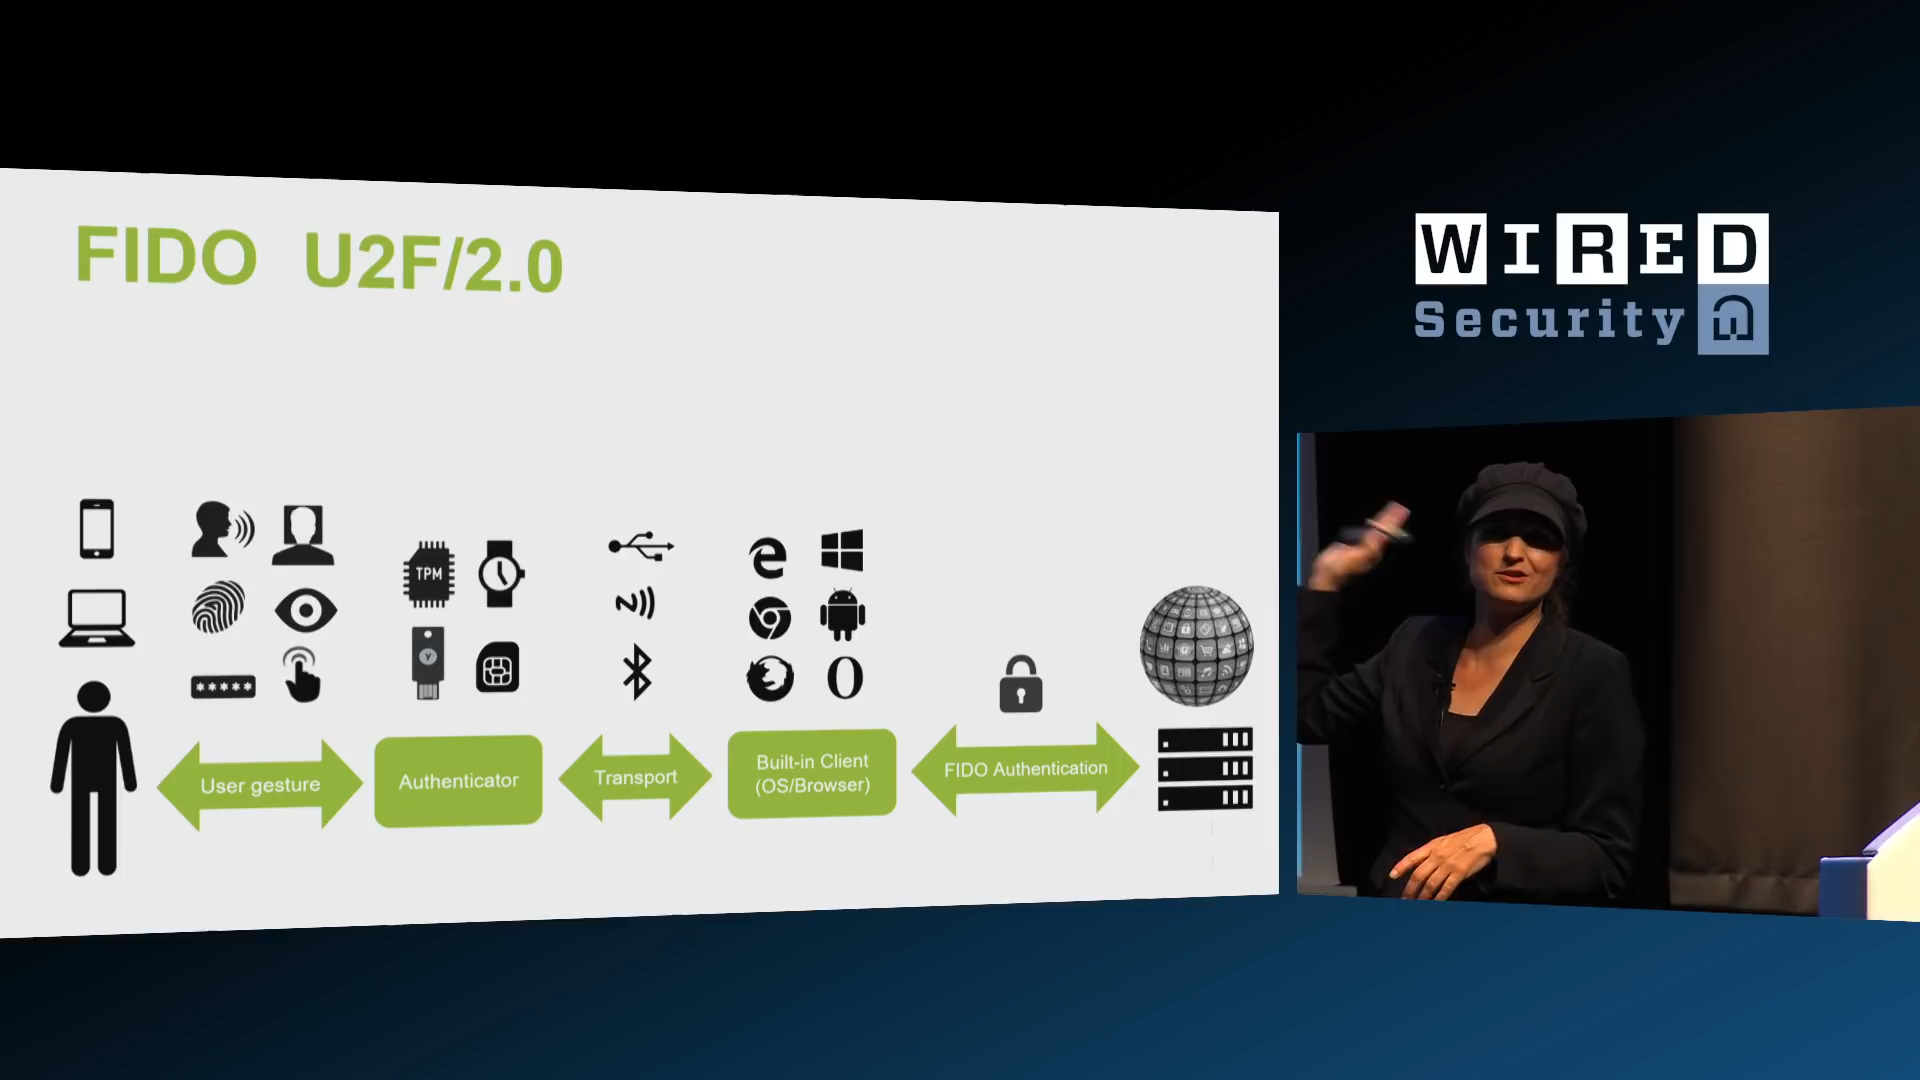 FIDO U2F/2.0
WIRED
Security
TPM
Y
*****
User gesture
Authenticator
Transport
Built-in Client
(OS/Browser)
FIDO Authentication